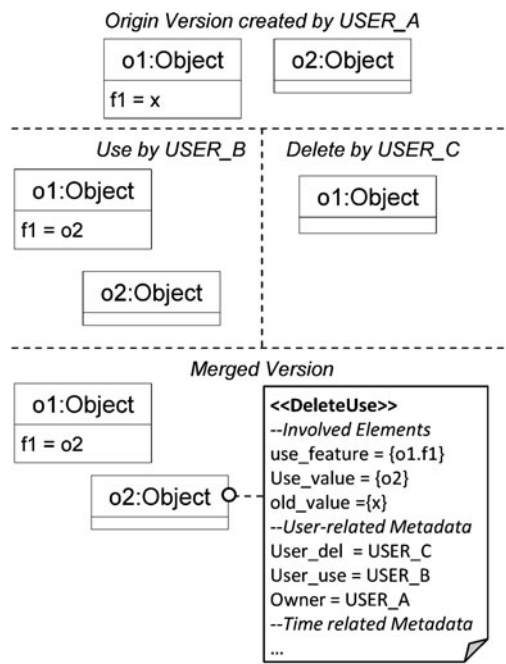 Origin Version created by USER_A
o1:Object
o2:Object
f1 = x
Use by USER_B
Delete by USER_C
o1:Object
f1 = o2
o2:Object
o1:Object
Merged Version
o1:Object
f1 = o2
o2:Object
<<DeleteUse>>
--Involved Elements
use_feature = {o1.f1}
Use_value = {o2}
old_value ={x}
--User-related Metadata
User_del = USER_C
User_use = USER_B
Owner = USER_A
--Time related Metadata
...